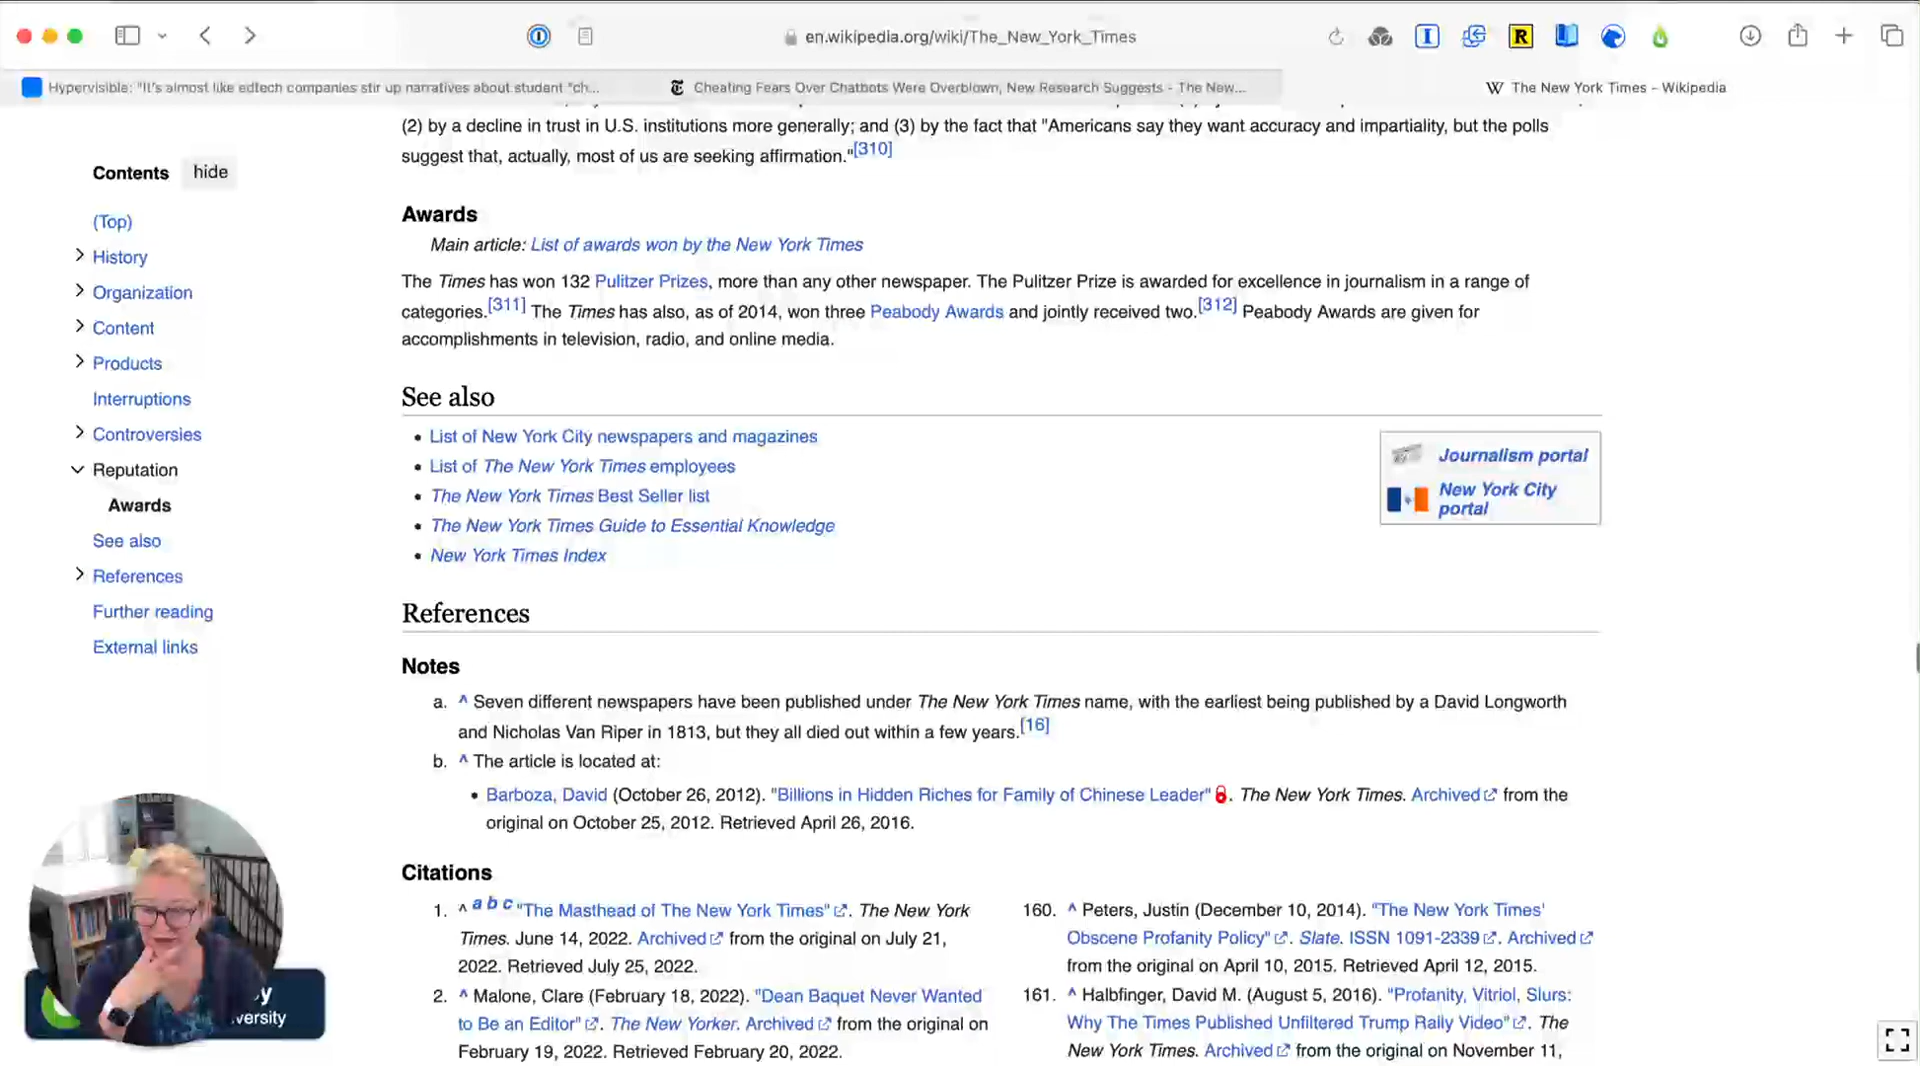 en.wikipedia.org/wiki/The_New_York_Times
Hypervisible: "It's almost like edtech companies stir up narratives about student "ch...
Cheating Fears Over Chatbots Were Overblown, New Research Suggests - The New...
W The New York Times - Wikipedia
(2) by a decline in trust in U.S. institutions more generally; and (3) by the fact that "Americans say they want accuracy and impartiality, but the polls
suggest that, actually, most of us are seeking affirmation."[310]
Contents hide
(Top)
History
Organization
Content
Products
Interruptions
Controversies
Reputation
Awards
See also
References
Further reading
External links
Awards
Main article: List of awards won by the New York Times
The Times has won 132 Pulitzer Prizes, more than any other newspaper. The Pulitzer Prize is awarded for excellence in journalism in a range of
categories.[311] The Times has also, as of 2014, won three Peabody Awards and jointly received two.[312] Peabody Awards are given for
accomplishments in television, radio, and online media.
See also
• List of New York City newspapers and magazines
• List of The New York Times employees
• The New York Times Best Seller list
• The New York Times Guide to Essential Knowledge
• New York Times Index
Journalism portal
New York City
portal
References
Notes
a. ^ Seven different newspapers have been published under The New York Times name, with the earliest being published by a David Longworth
and Nicholas Van Riper in 1813, but they all died out within a few years.[16]
b. ^ The article is located at:
• Barboza, David (October 26, 2012). "Billions in Hidden Riches for Family of Chinese Leader". The New York Times. Archived from the
original on October 25, 2012. Retrieved April 26, 2016.
Citations
1. ^ a b c "The Masthead of The New York Times". The New York
Times. June 14, 2022. Archived from the original on July 21,
2022. Retrieved July 25, 2022.
2. ^ Malone, Clare (February 18, 2022). "Dean Baquet Never Wanted
to Be an Editor". The New Yorker. Archived from the original on
February 19, 2022. Retrieved February 20, 2022.
160. ^ Peters, Justin (December 10, 2014). "The New York Times'
Obscene Profanity Policy". Slate. ISSN 1091-2339. Archived
from the original on April 10, 2015. Retrieved April 12, 2015.
161. ^ Halbfinger, David M. (August 5, 2016). "Profanity, Vitriol, Slurs:
Why The Times Published Unfiltered Trump Rally Video". The
New York Times. Archived from the original on November 11,